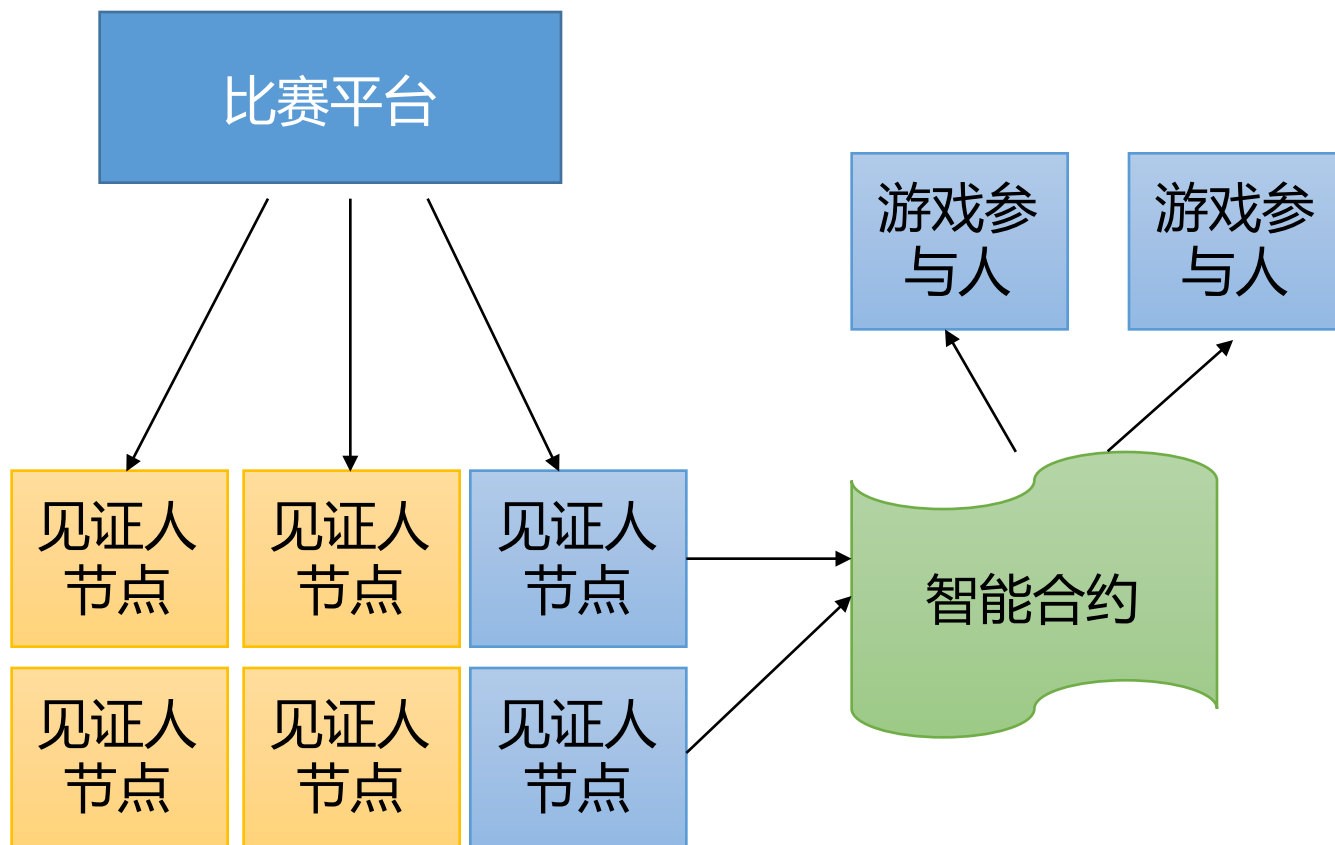 比赛平台
游戏参
与人
游戏参
与人
见证人
节点
见证人
节点
见证人
节点
智能合约
见证人
节点
见证人
节点
见证人
节点